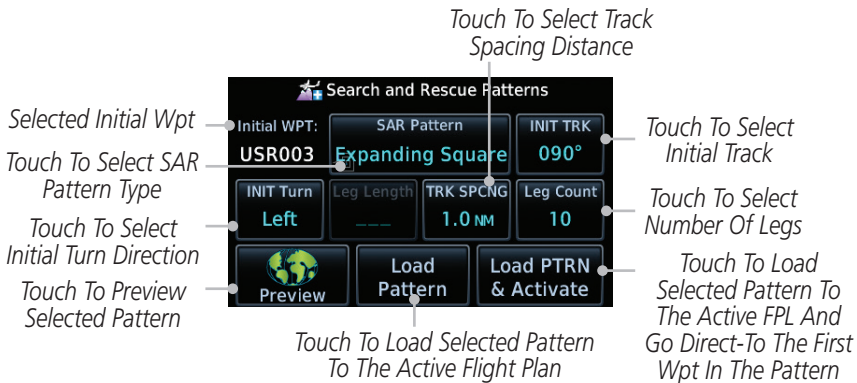 Touch To Select Track
Spacing Distance
Search and Rescue Patterns
Selected Initial Wpt
Initial WPT:
USR003
SAR Pattern
Expanding Square
INIT TRK
090°
Touch To Select
Initial Track
Touch To Select SAR
Pattern Type
INIT Turn
Left
Leg Length
___
TRK SPCNG
1.0 NM
Leg Count
10
Touch To Select
Number Of Legs
Touch To Select
Initial Turn Direction
Preview
Load
Pattern
Load PTRN
& Activate
Touch To Preview
Selected Pattern
Touch To Load
Selected Pattern To
The Active FPL And
Go Direct-To The First
Wpt In The Pattern
Touch To Load Selected Pattern
To The Active Flight Plan